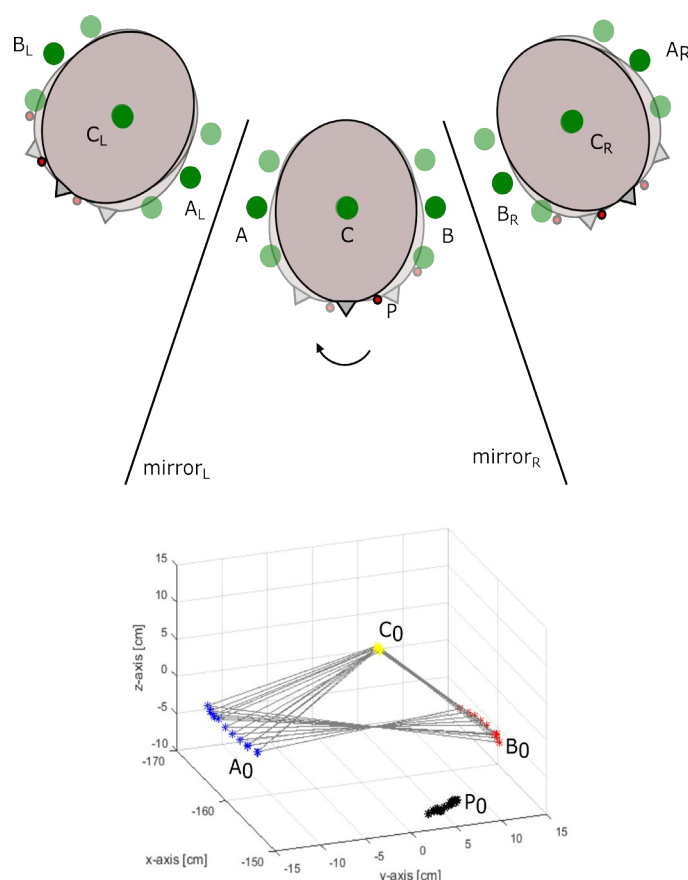 B_L
A_R
C_L
C_R
A_L
B_R
A
C
B
P
mirror_L
mirror_R
15
10
5
0
-5
-10
z-axis [cm]
C0
A0
B0
P0
-170
-160
-150
x-axis [cm]
-15
-10
-5
0
5
10
15
y-axis [cm]